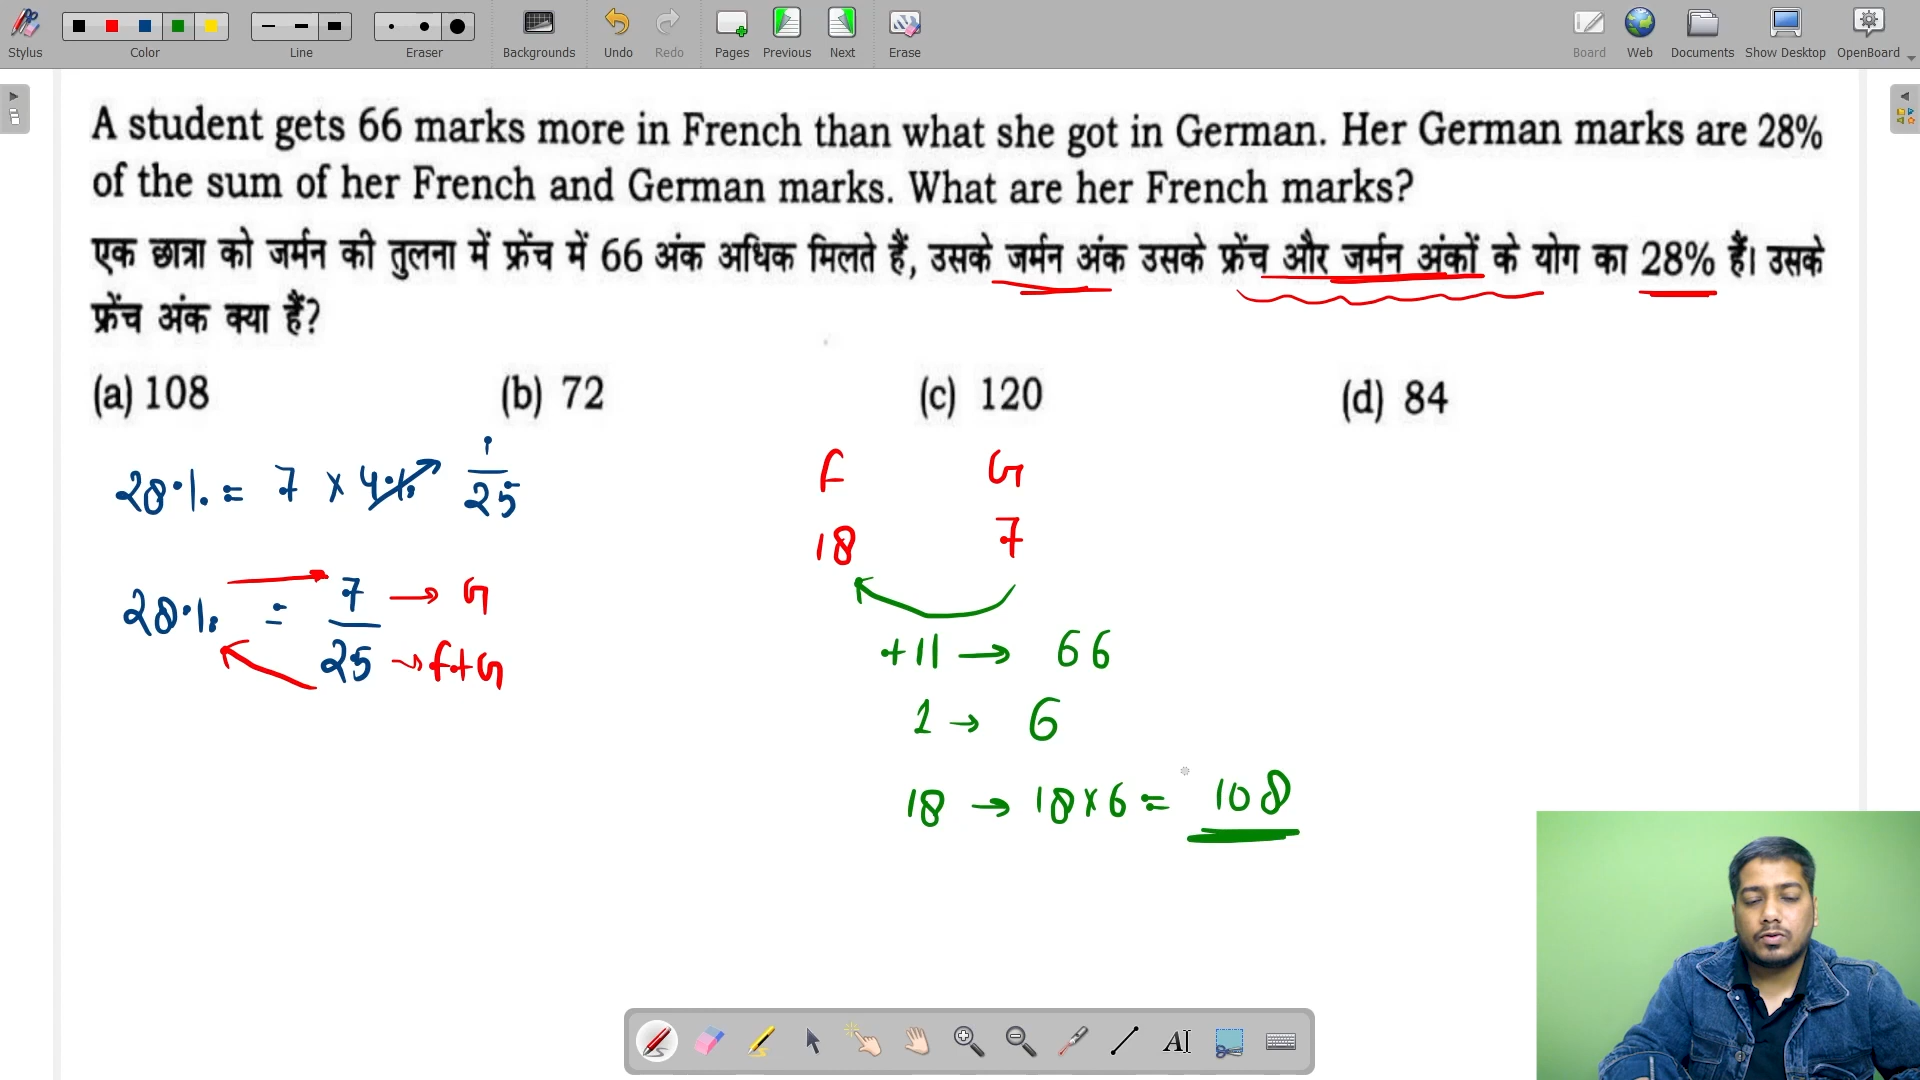 Stylus
Color
Line
Eraser
Backgrounds
Undo
Redo
Pages
Previous
Next
Erase
Board
Web
Documents
Show Desktop
OpenBoard
A student gets 66 marks more in French than what she got in German. Her German marks are 28%
of the sum of her French and German marks. What are her French marks?
एक छात्रा को जर्मन की तुलना में फ्रेंच में 66 अंक अधिक मिलते हैं, उसके जर्मन अंक उसके फ्रेंच और जर्मन अंकों के योग का 28% हैं। उसके
फ्रेंच अंक क्या हैं?
(a) 108
(b) 72
(c) 120
(d) 84
28% = 7 × 4% 1/25
28% = 7/25 → G
→ F+G
F G
18 7
+11 → 66
1 → 6
18 → 18×6 = 108